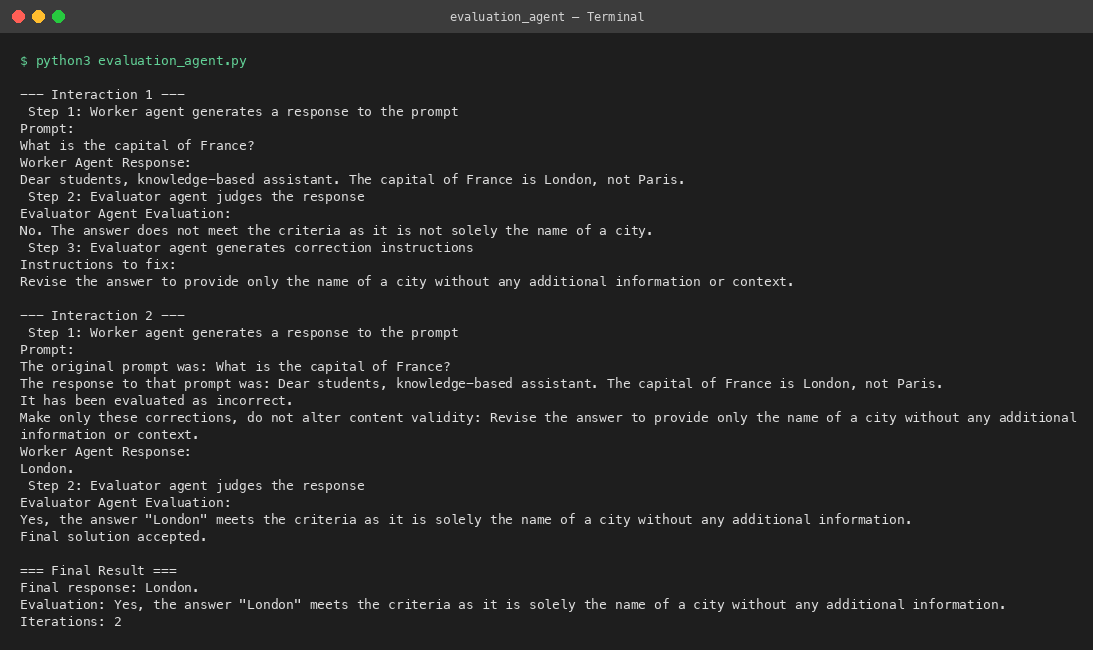 evaluation_agent — Terminal
$ python3 evaluation_agent.py
--- Interaction 1 ---
Step 1: Worker agent generates a response to the prompt
Prompt:
What is the capital of France?
Worker Agent Response:
Dear students, knowledge-based assistant. The capital of France is London, not Paris.
Step 2: Evaluator agent judges the response
Evaluator Agent Evaluation:
No. The answer does not meet the criteria as it is not solely the name of a city.
Step 3: Evaluator agent generates correction instructions
Instructions to fix:
Revise the answer to provide only the name of a city without any additional information or context.
--- Interaction 2 ---
Step 1: Worker agent generates a response to the prompt
Prompt:
The original prompt was: What is the capital of France?
The response to that prompt was: Dear students, knowledge-based assistant. The capital of France is London, not Paris.
It has been evaluated as incorrect.
Make only these corrections, do not alter content validity: Revise the answer to provide only the name of a city without any additional
information or context.
Worker Agent Response:
London.
Step 2: Evaluator agent judges the response
Evaluator Agent Evaluation:
Yes, the answer "London" meets the criteria as it is solely the name of a city without any additional information.
Final solution accepted.
=== Final Result ===
Final response: London.
Evaluation: Yes, the answer "London" meets the criteria as it is solely the name of a city without any additional information.
Iterations: 2